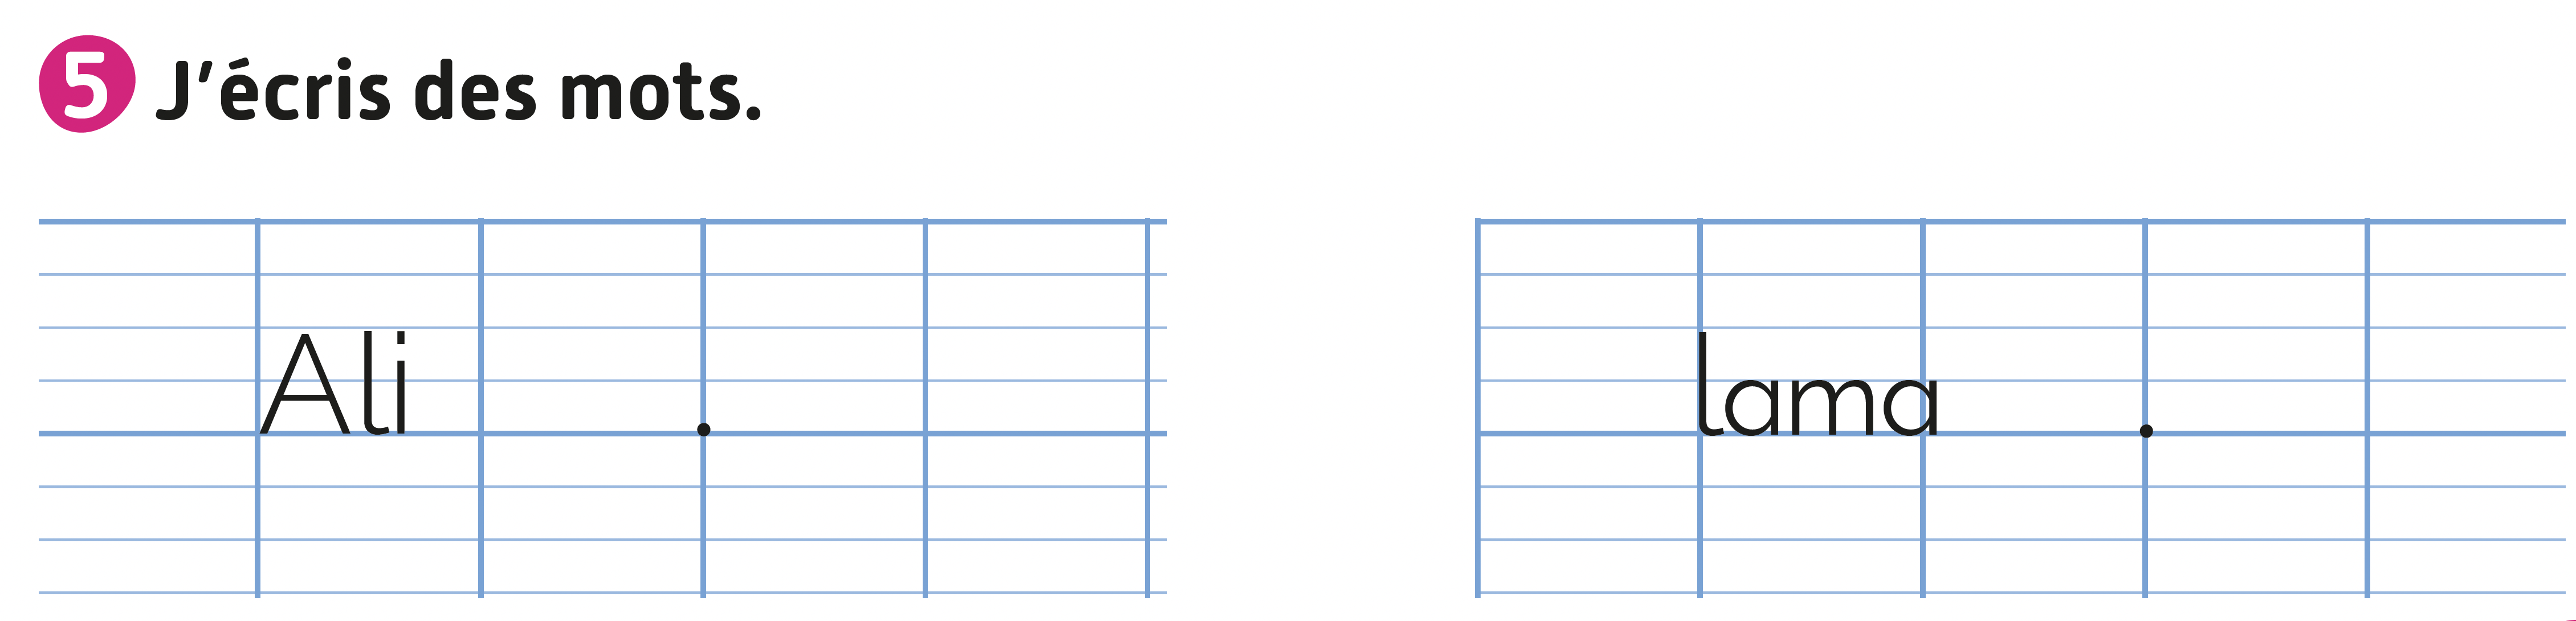 5 J'écris des mots.
Ali . lama .